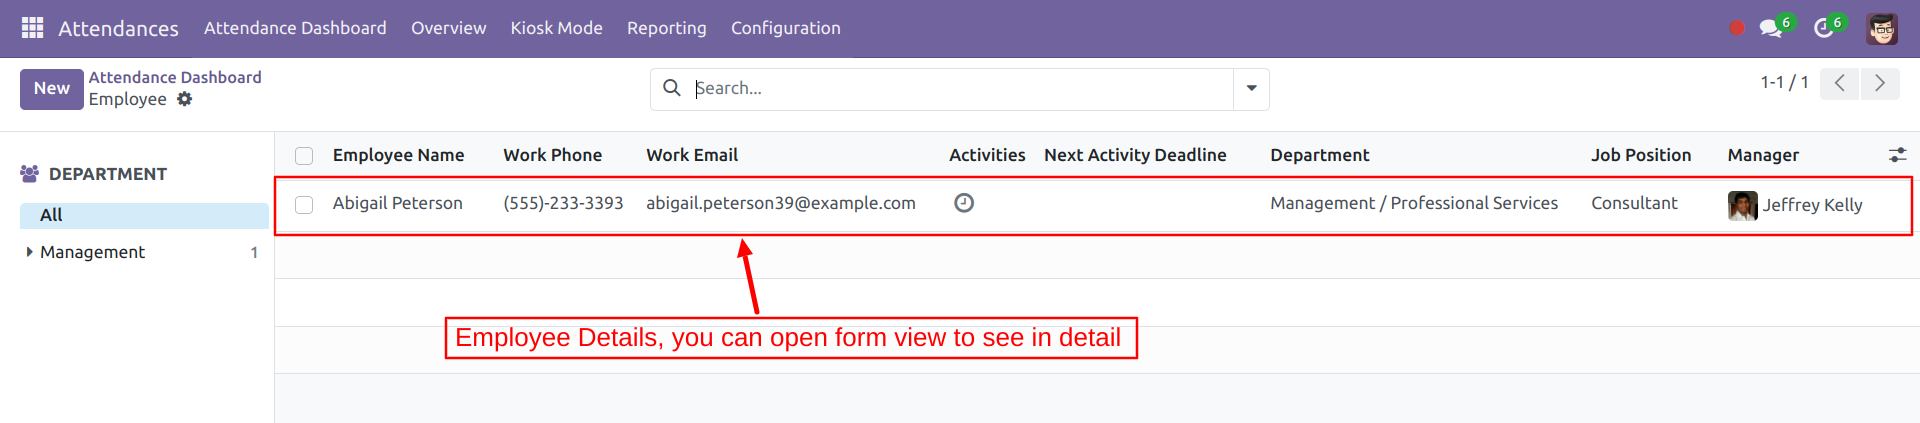 Attendances Attendance Dashboard Overview Kiosk Mode Reporting Configuration 6 6
New Attendance Dashboard
Employee
Search...
1-1 / 1
DEPARTMENT
All
Management 1
Employee Name Work Phone Work Email Activities Next Activity Deadline Department Job Position Manager
Abigail Peterson (555)-233-3393 abigail.peterson39@example.com Management / Professional Services Consultant Jeffrey Kelly
Employee Details, you can open form view to see in detail